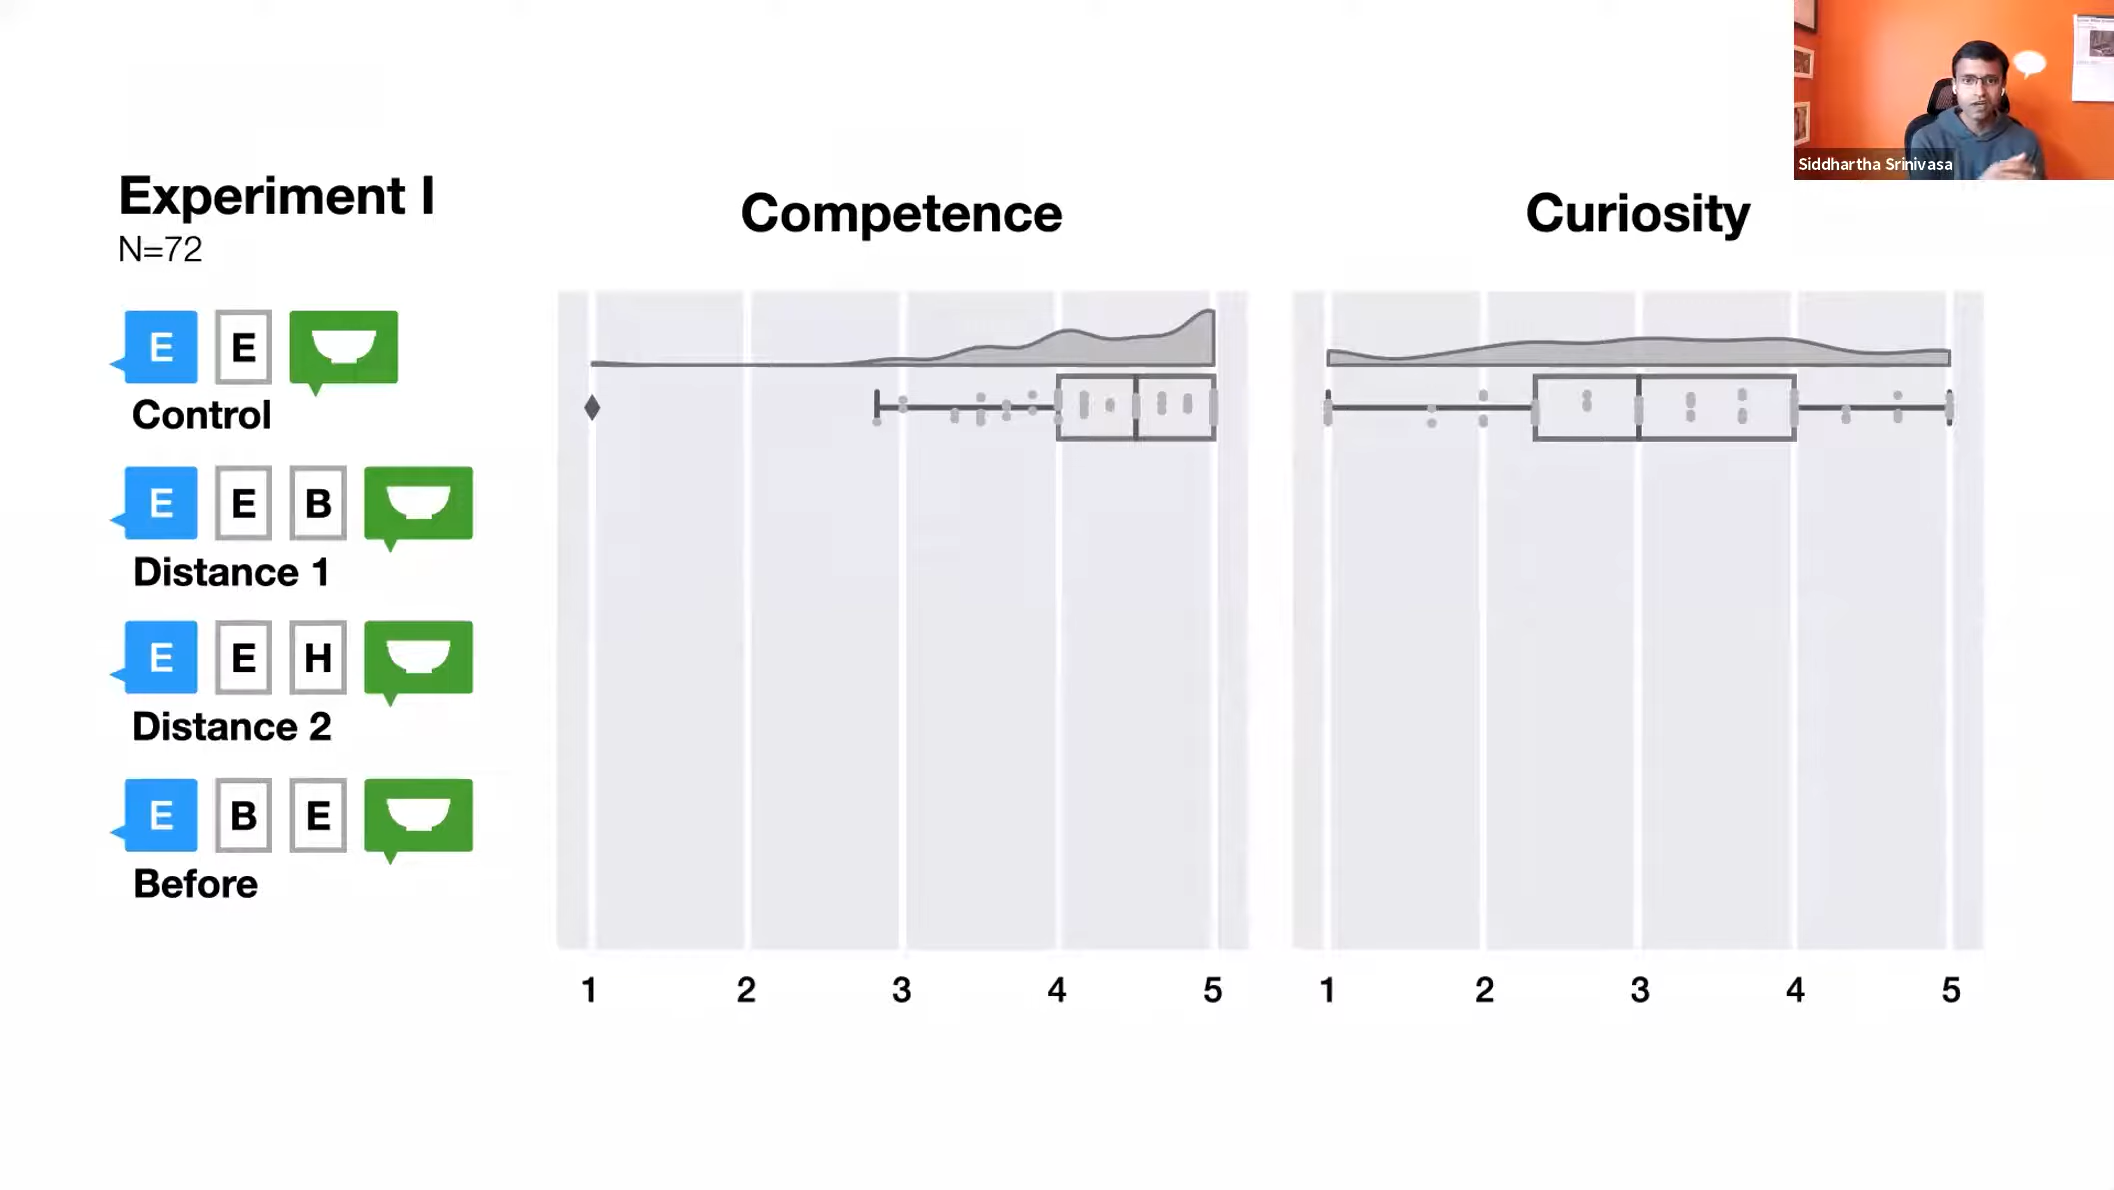 Siddhartha Srinivasa
Experiment I
N=72
Competence
Curiosity
E E
Control
E E B
Distance 1
E E H
Distance 2
E B E
Before
1 2 3 4 5
1 2 3 4 5